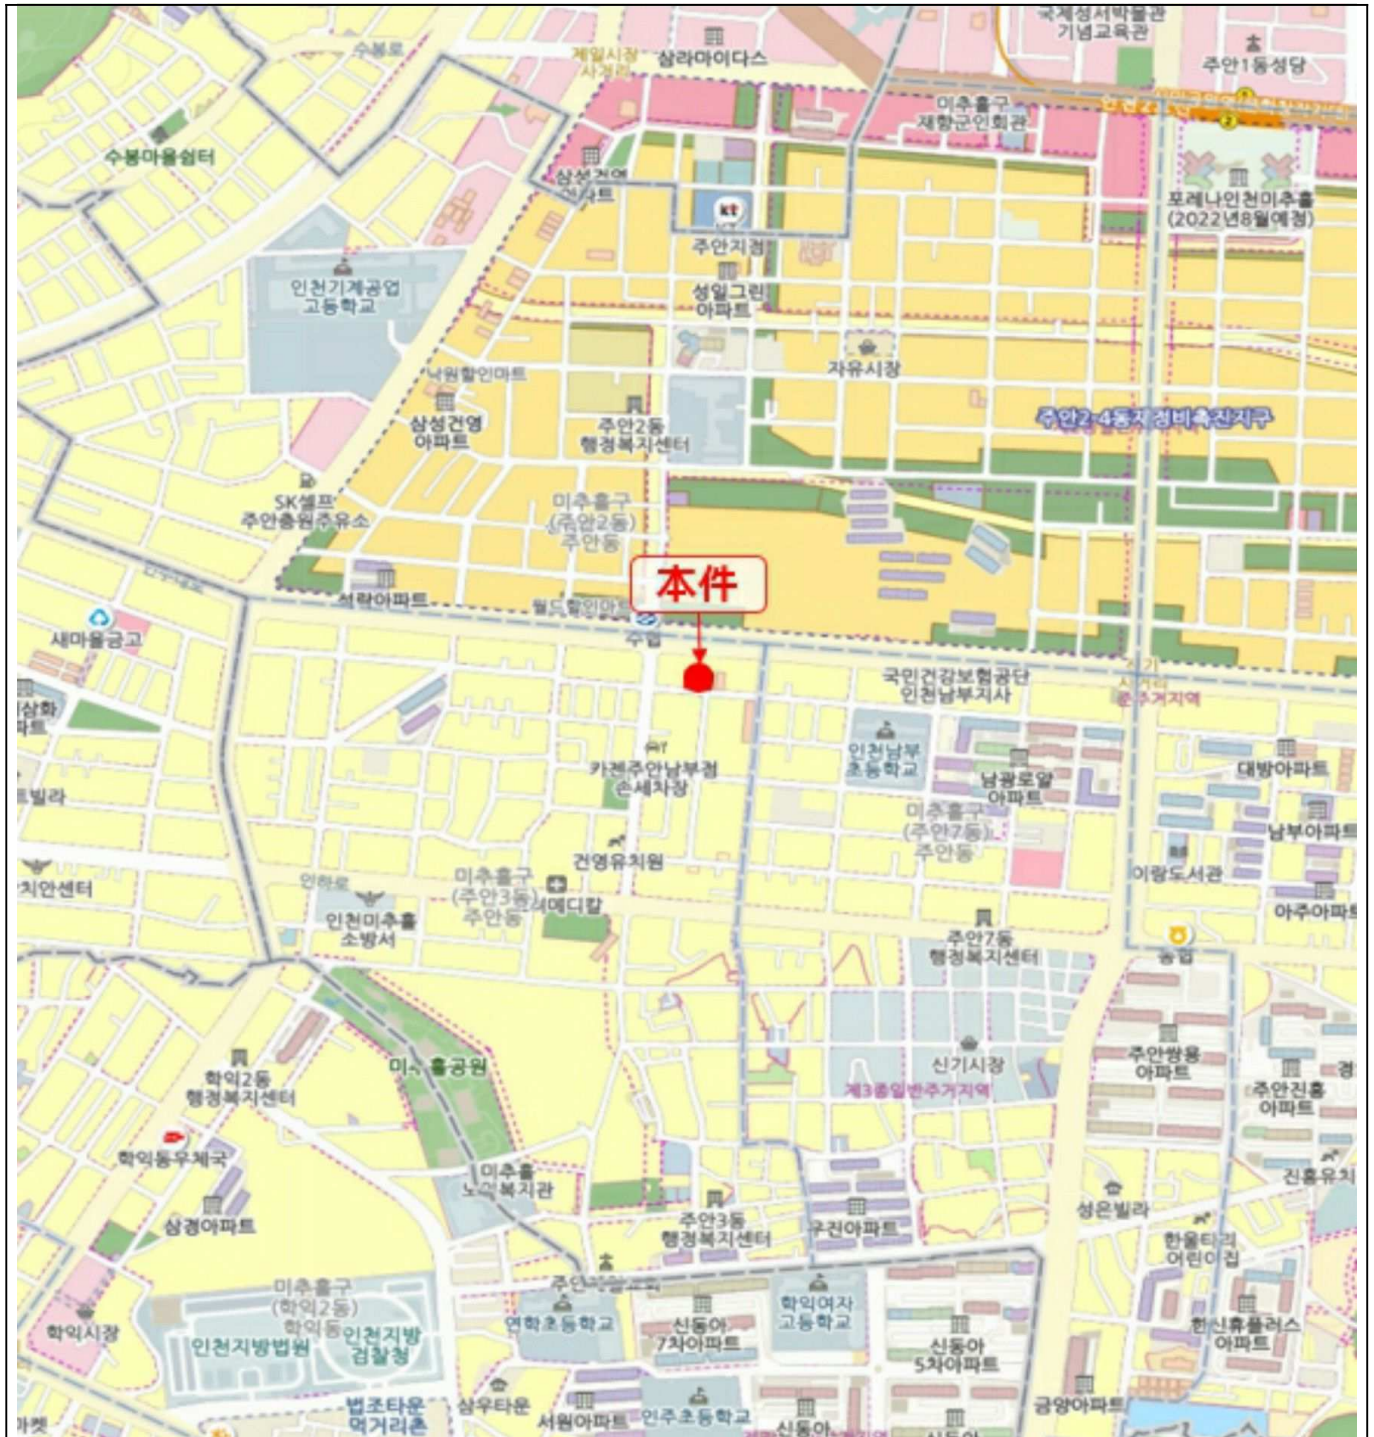 국제성서박물관
기념교육관
수봉로
제일시장
사거리
삼라마이다스
주안1동성당
미추홀구
재향군인회관
수봉마을쉼터
삼성건영
아파트
포레나인천미추홀
(2022년8월예정)
kt
주안지점
인천기계공업
고등학교
성일그린
아파트
자유시장
낙원할인마트
삼성건영
아파트
주안2동
행정복지센터
주안2·4동재정비촉진지구
SK셀프
주안충원주유소
미추홀구
(주안2동)
주안동
本件
석락아파트
월드할인마트
수협
새마을금고
국민건강보험공단
인천남부지사
준주거지역
인천남부
초등학교
카젠주안남부점
손세차장
남광로얄
아파트
대방아파트
미추홀구
(주안7동)
주안동
남부아파트
건영유치원
치안센터
인하로
미추홀구
(주안3동)
주안동
이랑도서관
아주아파트
인천미추홀
소방서
주안7동
행정복지센터
농협
신기시장
주안쌍용
아파트
제3종일반주거지역
주안진흥
아파트
학익2동
행정복지센터
학익동우체국
미추홀
노인복지관
진흥유치
삼경아파트
주안3동
행정복지센터
우진아파트
성은빌라
한울타리
어린이집
미추홀구
(학익2동)
학익동
학익시장
인천지방법원
인천지방
검찰청
연학초등학교
신동아
7차아파트
학익여자
고등학교
신동아
5차아파트
한신휴플러스
아파트
법조타운
먹거리촌
삼우타운
서원아파트
인주초등학교
신동아
금양아파트